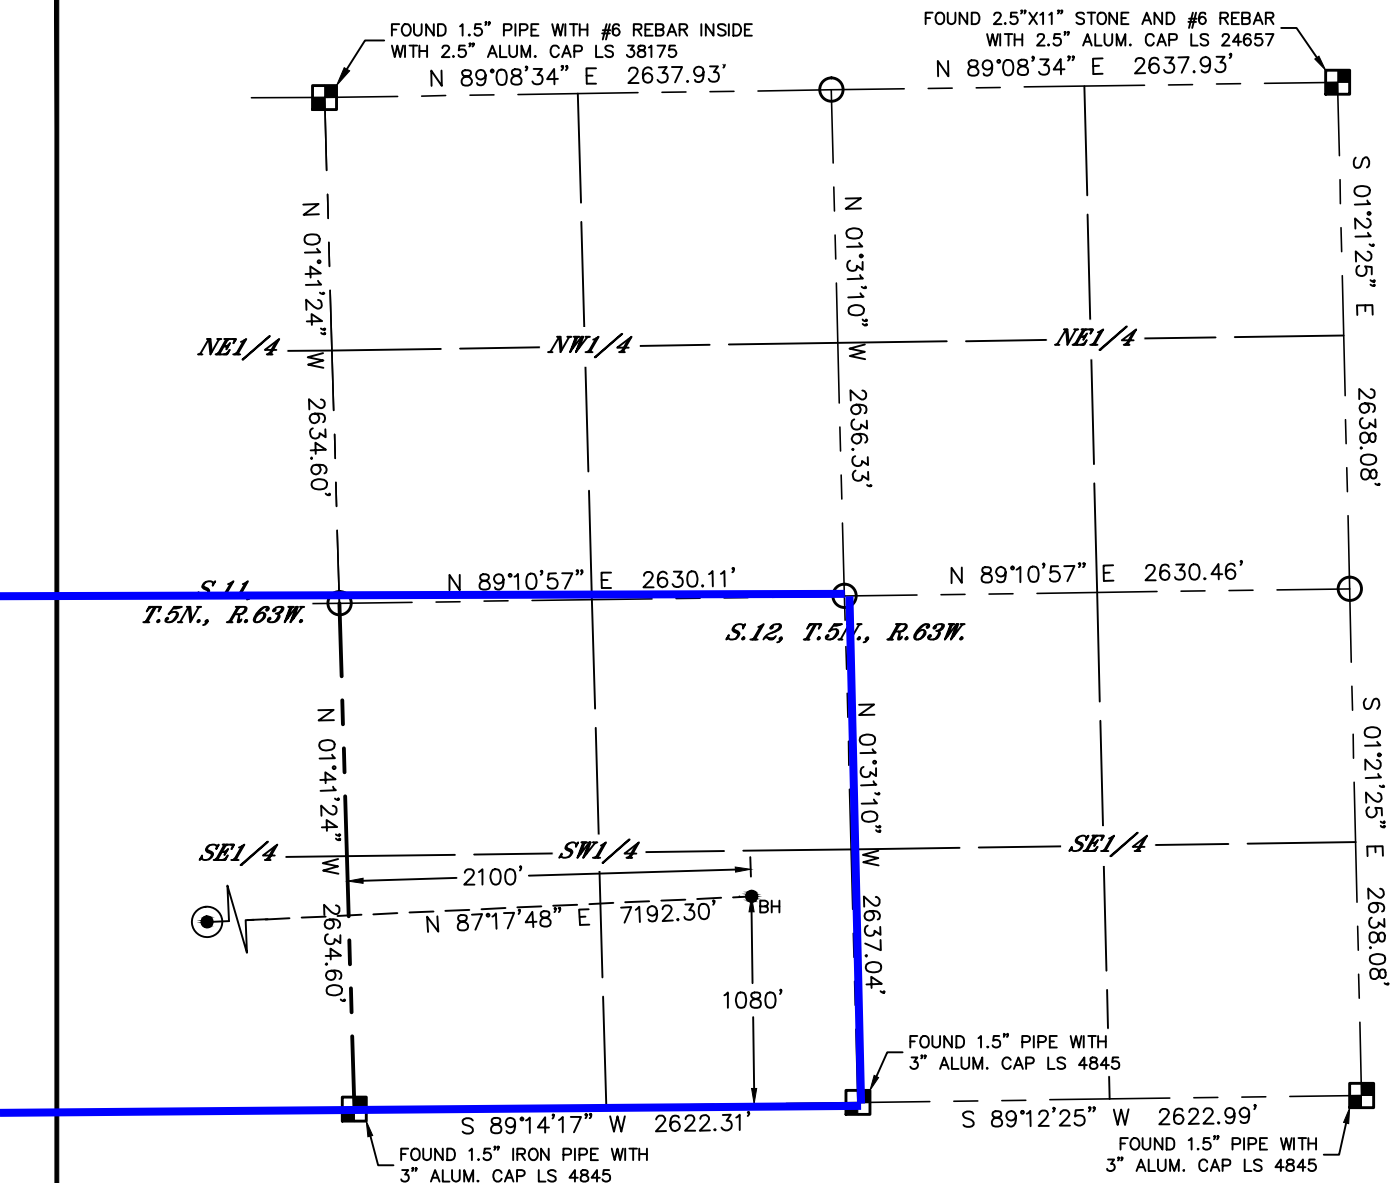 FOUND 1.5" PIPE WITH #6 REBAR INSIDE
WITH 2.5" ALUM. CAP LS 38175
FOUND 2.5"X11" STONE AND #6 REBAR
WITH 2.5" ALUM. CAP LS 24657
N 89°08'34" E 2637.93'
N 89°08'34" E 2637.93'
N 01°41'24" W 2634.60'
N 01°31'10" W 2636.33'
S 01°21'25" E 2638.08'
NE1/4
NW1/4
NE1/4
N 89°10'57" E 2630.11'
N 89°10'57" E 2630.46'
S.11,
T.5N., R.63W.
S.12, T.5N., R.63W.
N 01°41'24" W 2634.60'
N 01°31'10" W 2637.04'
S 01°21'25" E 2638.08'
SE1/4
SW1/4
SE1/4
2100'
BH
N 87°17'48" E 7192.30'
1080'
FOUND 1.5" PIPE WITH
3" ALUM. CAP LS 4845
S 89°14'17" W 2622.31'
S 89°12'25" W 2622.99'
FOUND 1.5" IRON PIPE WITH
3" ALUM. CAP LS 4845
FOUND 1.5" PIPE WITH
3" ALUM. CAP LS 4845